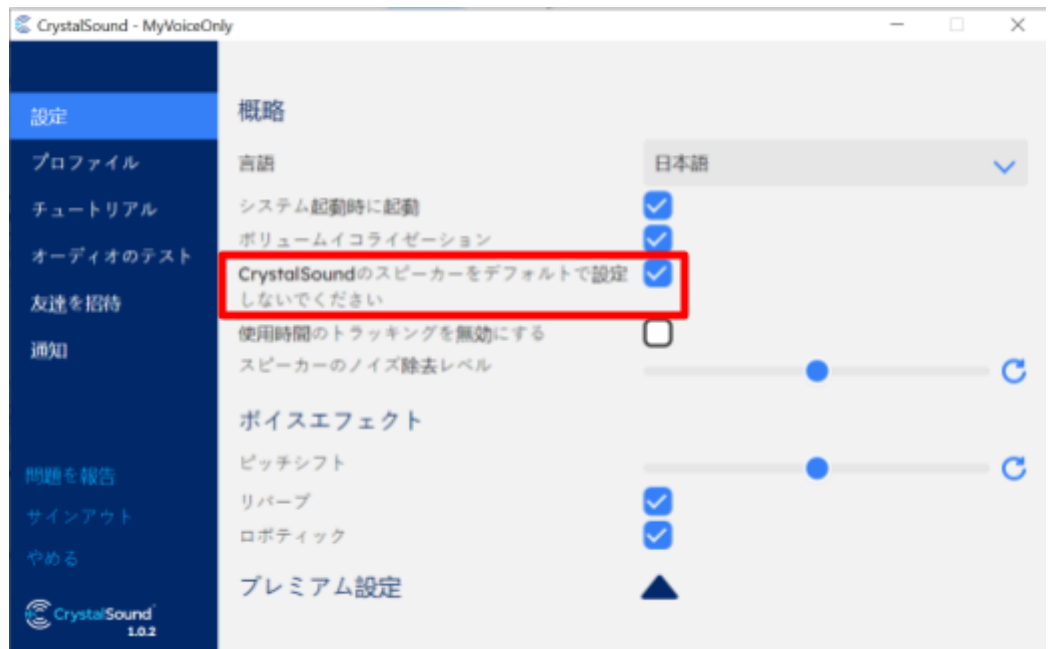 CrystalSound - MyVoiceOnly
設定
プロファイル
チュートリアル
オーディオのテスト
友達を招待
通知
問題を報告
サインアウト
やめる
CrystalSound
1.0.2
概略
言語
日本語
システム起動時に起動
ボリュームイコライゼーション
CrystalSoundのスピーカーをデフォルトで設定
しないでください
使用時間のトラッキングを無効にする
スピーカーのノイズ除去レベル
ボイスエフェクト
ピッチシフト
リバーブ
ロボティック
プレミアム設定